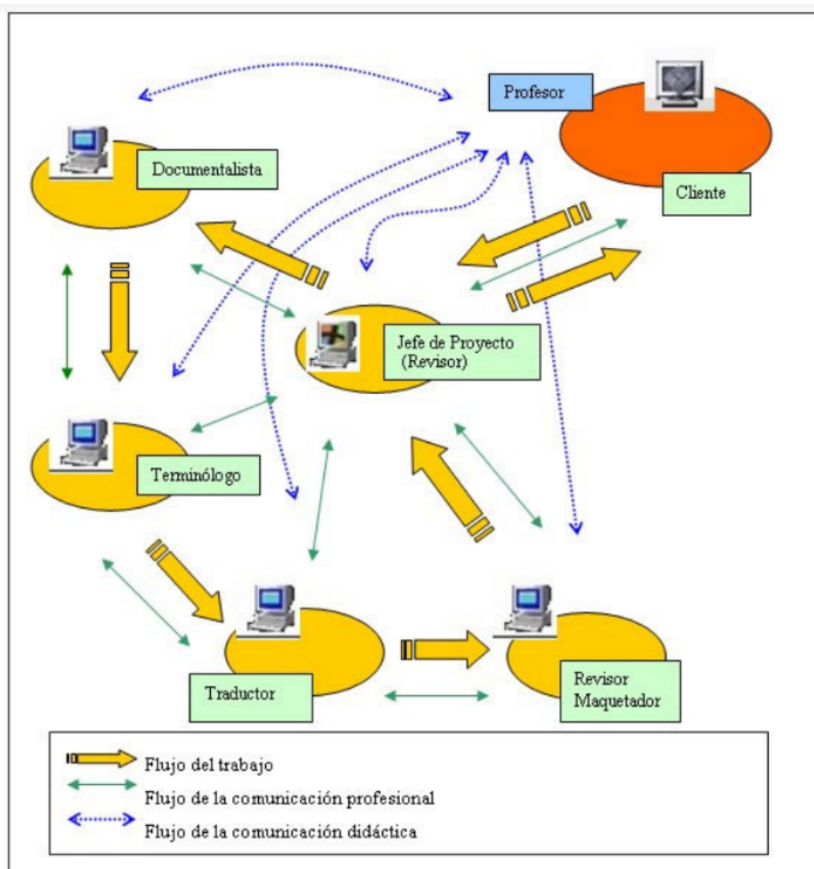 Profesor
Documentalista
Cliente
Jefe de Proyecto
(Revisor)
Terminólogo
Traductor
Revisor
Maquetador
Flujo del trabajo
Flujo de la comunicación profesional
Flujo de la comunicación didáctica